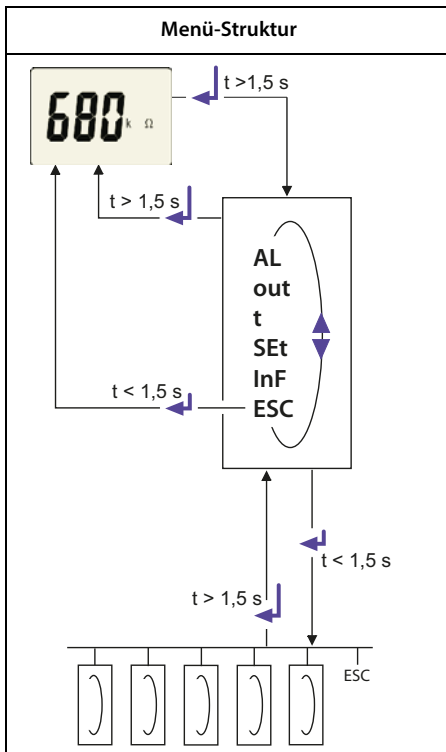 Menü-Struktur
680 k Ω
t >1,5 s
t > 1,5 s
AL
out
t
SEt
InF
ESC
t < 1,5 s
t < 1,5 s
t > 1,5 s
ESC